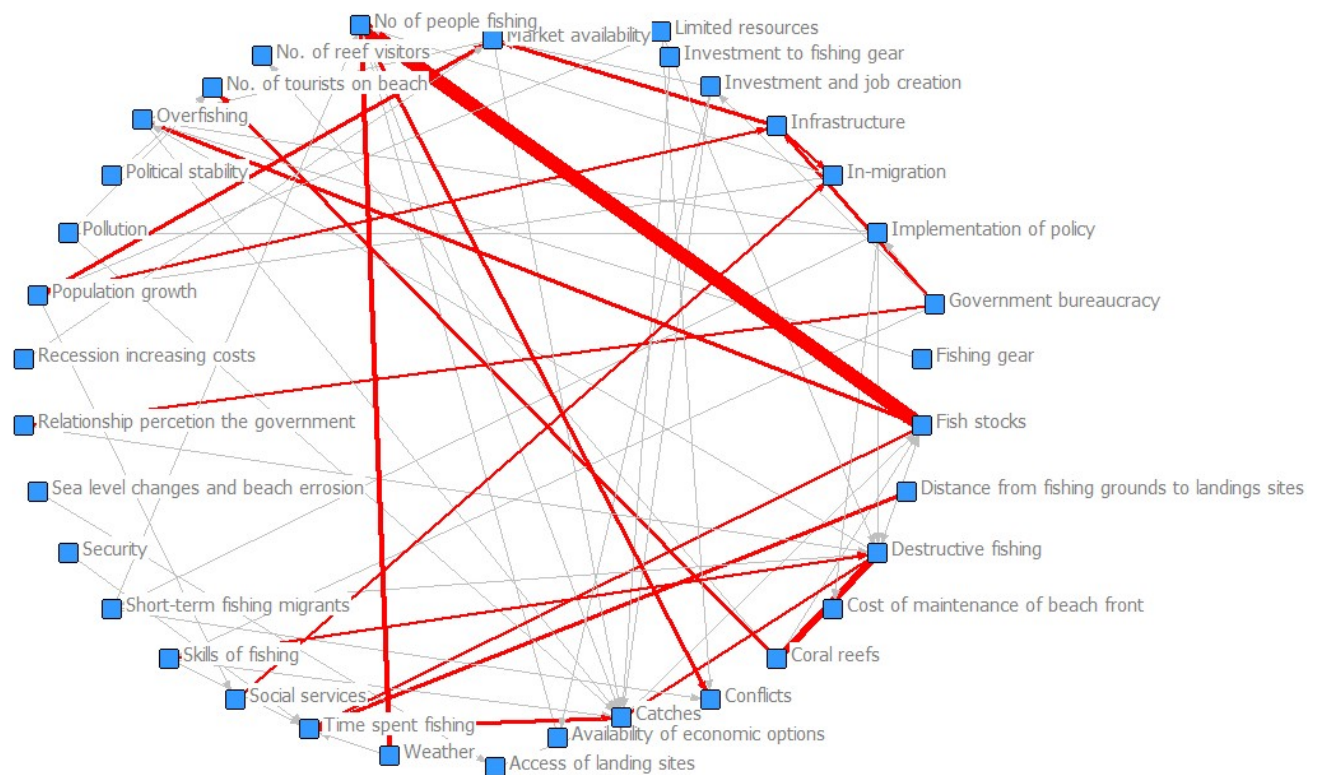 No of people fishing
Market availability
Limited resources
No. of reef visitors
Investment to fishing gear
No. of tourists on beach
Investment and job creation
Overfishing
Infrastructure
Political stability
In-migration
Pollution
Implementation of policy
Population growth
Government bureaucracy
Recession increasing costs
Fishing gear
Relationship percetion the government
Fish stocks
Sea level changes and beach errosion
Distance from fishing grounds to landings sites
Security
Destructive fishing
Short-term fishing migrants
Cost of maintenance of beach front
Skills of fishing
Coral reefs
Social services
Conflicts
Time spent fishing
Catches
Availability of economic options
Weather
Access of landing sites